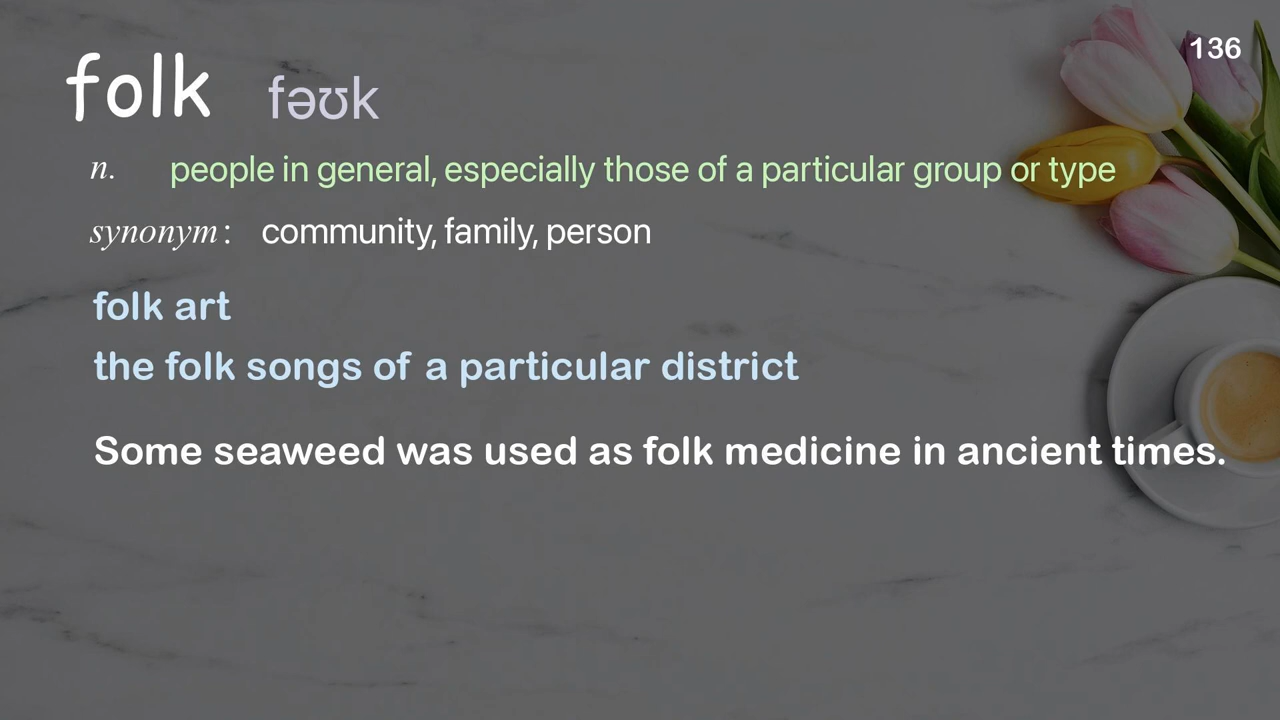 136
folk fəʊk
n. people in general, especially those of a particular group or type
synonym: community, family, person
folk art
the folk songs of a particular district
Some seaweed was used as folk medicine in ancient times.